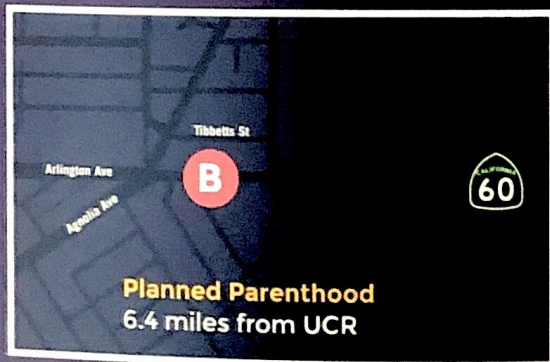 Tibbetts St
Arlington Ave
B
Agnolia Ave
CALIFORNIA
60
Planned Parenthood
6.4 miles from UCR